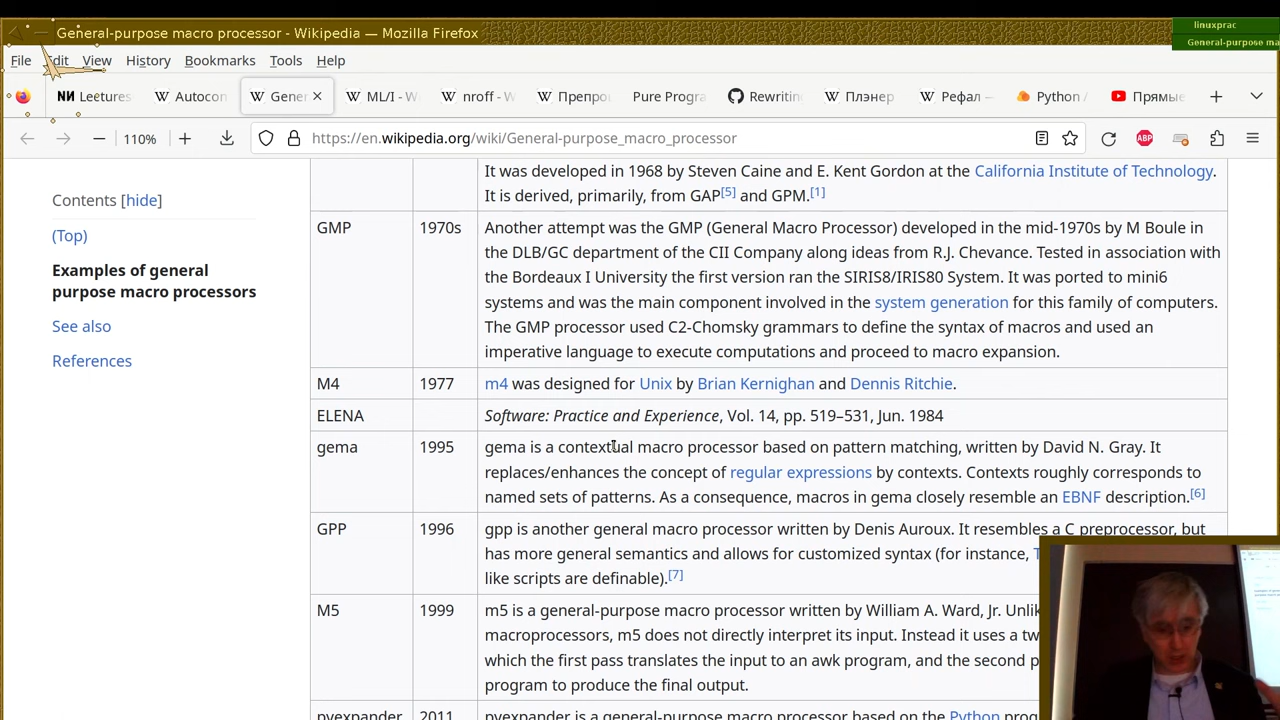 General-purpose macro processor - Wikipedia — Mozilla Firefox
linuxprac
General-purpose ma
File Edit View History Bookmarks Tools Help
Lectures
Autocon
Gener
ML/I - W
nroff - W
Препро
Pure Progra
Rewritin
Плэнер
Рефал —
Python /
Прямые
110%
https://en.wikipedia.org/wiki/General-purpose_macro_processor
ABP
Contents [hide]
(Top)
Examples of general
purpose macro processors
See also
References
It was developed in 1968 by Steven Caine and E. Kent Gordon at the California Institute of Technology.
It is derived, primarily, from GAP[5] and GPM.[1]
GMP 1970s Another attempt was the GMP (General Macro Processor) developed in the mid-1970s by M Boule in
the DLB/GC department of the CII Company along ideas from R.J. Chevance. Tested in association with
the Bordeaux I University the first version ran the SIRIS8/IRIS80 System. It was ported to mini6
systems and was the main component involved in the system generation for this family of computers.
The GMP processor used C2-Chomsky grammars to define the syntax of macros and used an
imperative language to execute computations and proceed to macro expansion.
M4 1977 m4 was designed for Unix by Brian Kernighan and Dennis Ritchie.
ELENA Software: Practice and Experience, Vol. 14, pp. 519–531, Jun. 1984
gema 1995 gema is a contextual macro processor based on pattern matching, written by David N. Gray. It
replaces/enhances the concept of regular expressions by contexts. Contexts roughly corresponds to
named sets of patterns. As a consequence, macros in gema closely resemble an EBNF description.[6]
GPP 1996 gpp is another general macro processor written by Denis Auroux. It resembles a C preprocessor, but
has more general semantics and allows for customized syntax (for instance,
like scripts are definable).[7]
M5 1999 m5 is a general-purpose macro processor written by William A. Ward, Jr. Unlik
macroprocessors, m5 does not directly interpret its input. Instead it uses a tw
which the first pass translates the input to an awk program, and the second p
program to produce the final output.
pyexpander 2011 pyexpander is a general-purpose macro processor based on the Python prog